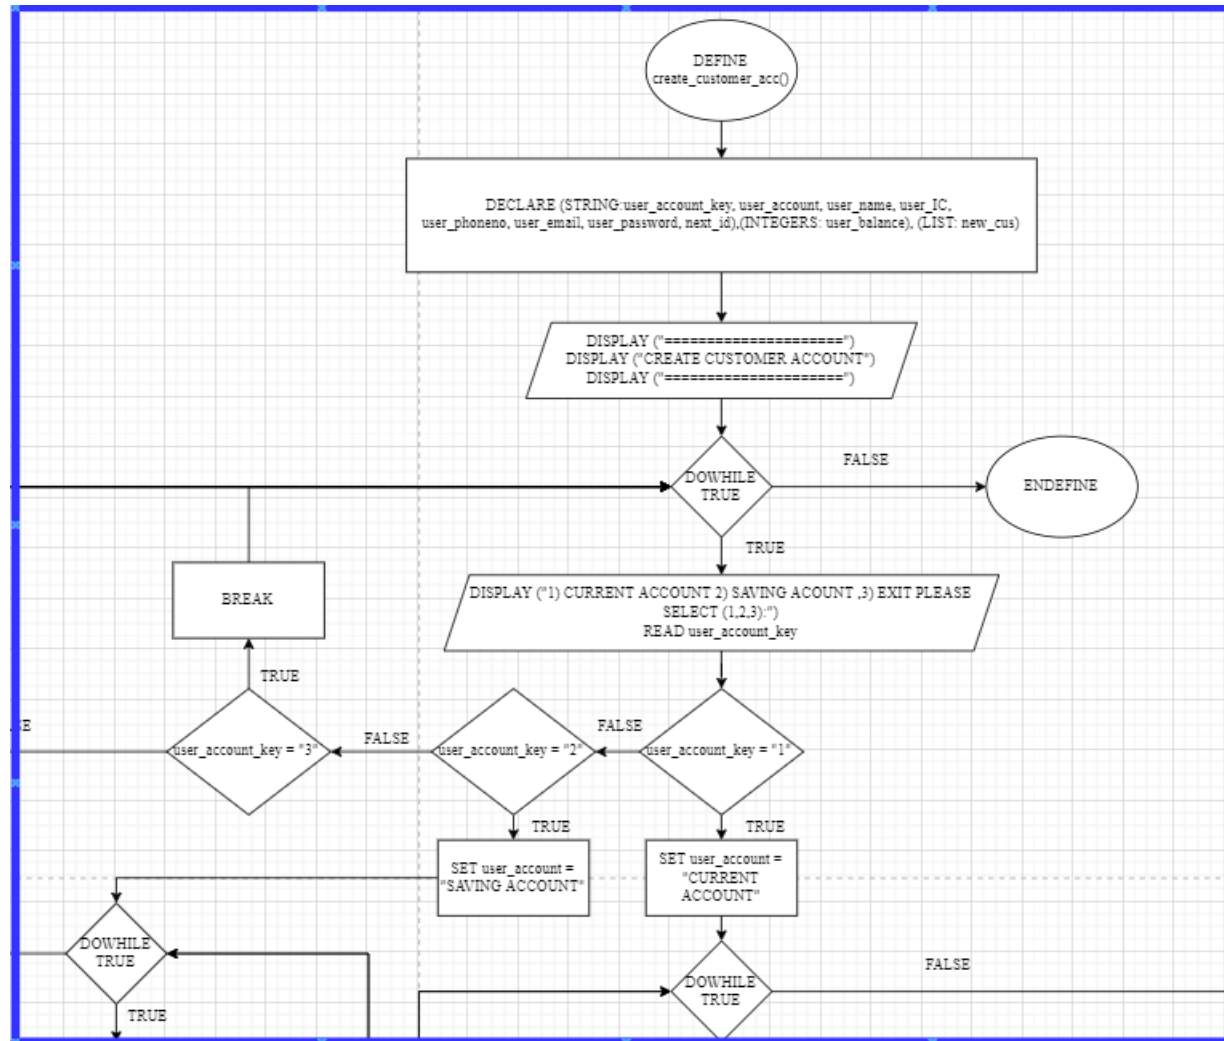 DEFINE
create_customer_acc()
DECLARE (STRING:user_account_key, user_account, user_name, user_IC,
user_phoneno, user_email, user_password, next_id),(INTEGERS: user_balance), (LIST: new_cus)
DISPLAY ("=====================")
DISPLAY ("CREATE CUSTOMER ACCOUNT")
DISPLAY ("=====================")
DOWHILE
TRUE
FALSE
ENDEFINE
TRUE
DISPLAY ("1) CURRENT ACCOUNT 2) SAVING ACOUNT ,3) EXIT PLEASE
SELECT (1,2,3):")
READ user_account_key
BREAK
TRUE
user_account_key = "1"
FALSE
user_account_key = "2"
FALSE
user_account_key = "3"
SE
TRUE
TRUE
SET user_account =
"SAVING ACCOUNT"
SET user_account =
"CURRENT
ACCOUNT"
DOWHILE
TRUE
TRUE
DOWHILE
TRUE
FALSE